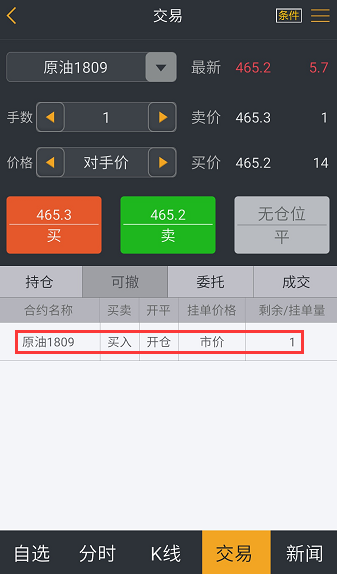 交易 条件
原油1809 最新 465.2 5.7
手数 1 卖价 465.3 1
价格 对手价 买价 465.2 14
465.3 465.2 无仓位
买 卖 平
持仓 可撤 委托 成交
合约名称 买卖 开平 挂单价格 剩余/挂单量
原油1809 买入 开仓 市价 1
自选 分时 K线 交易 新闻